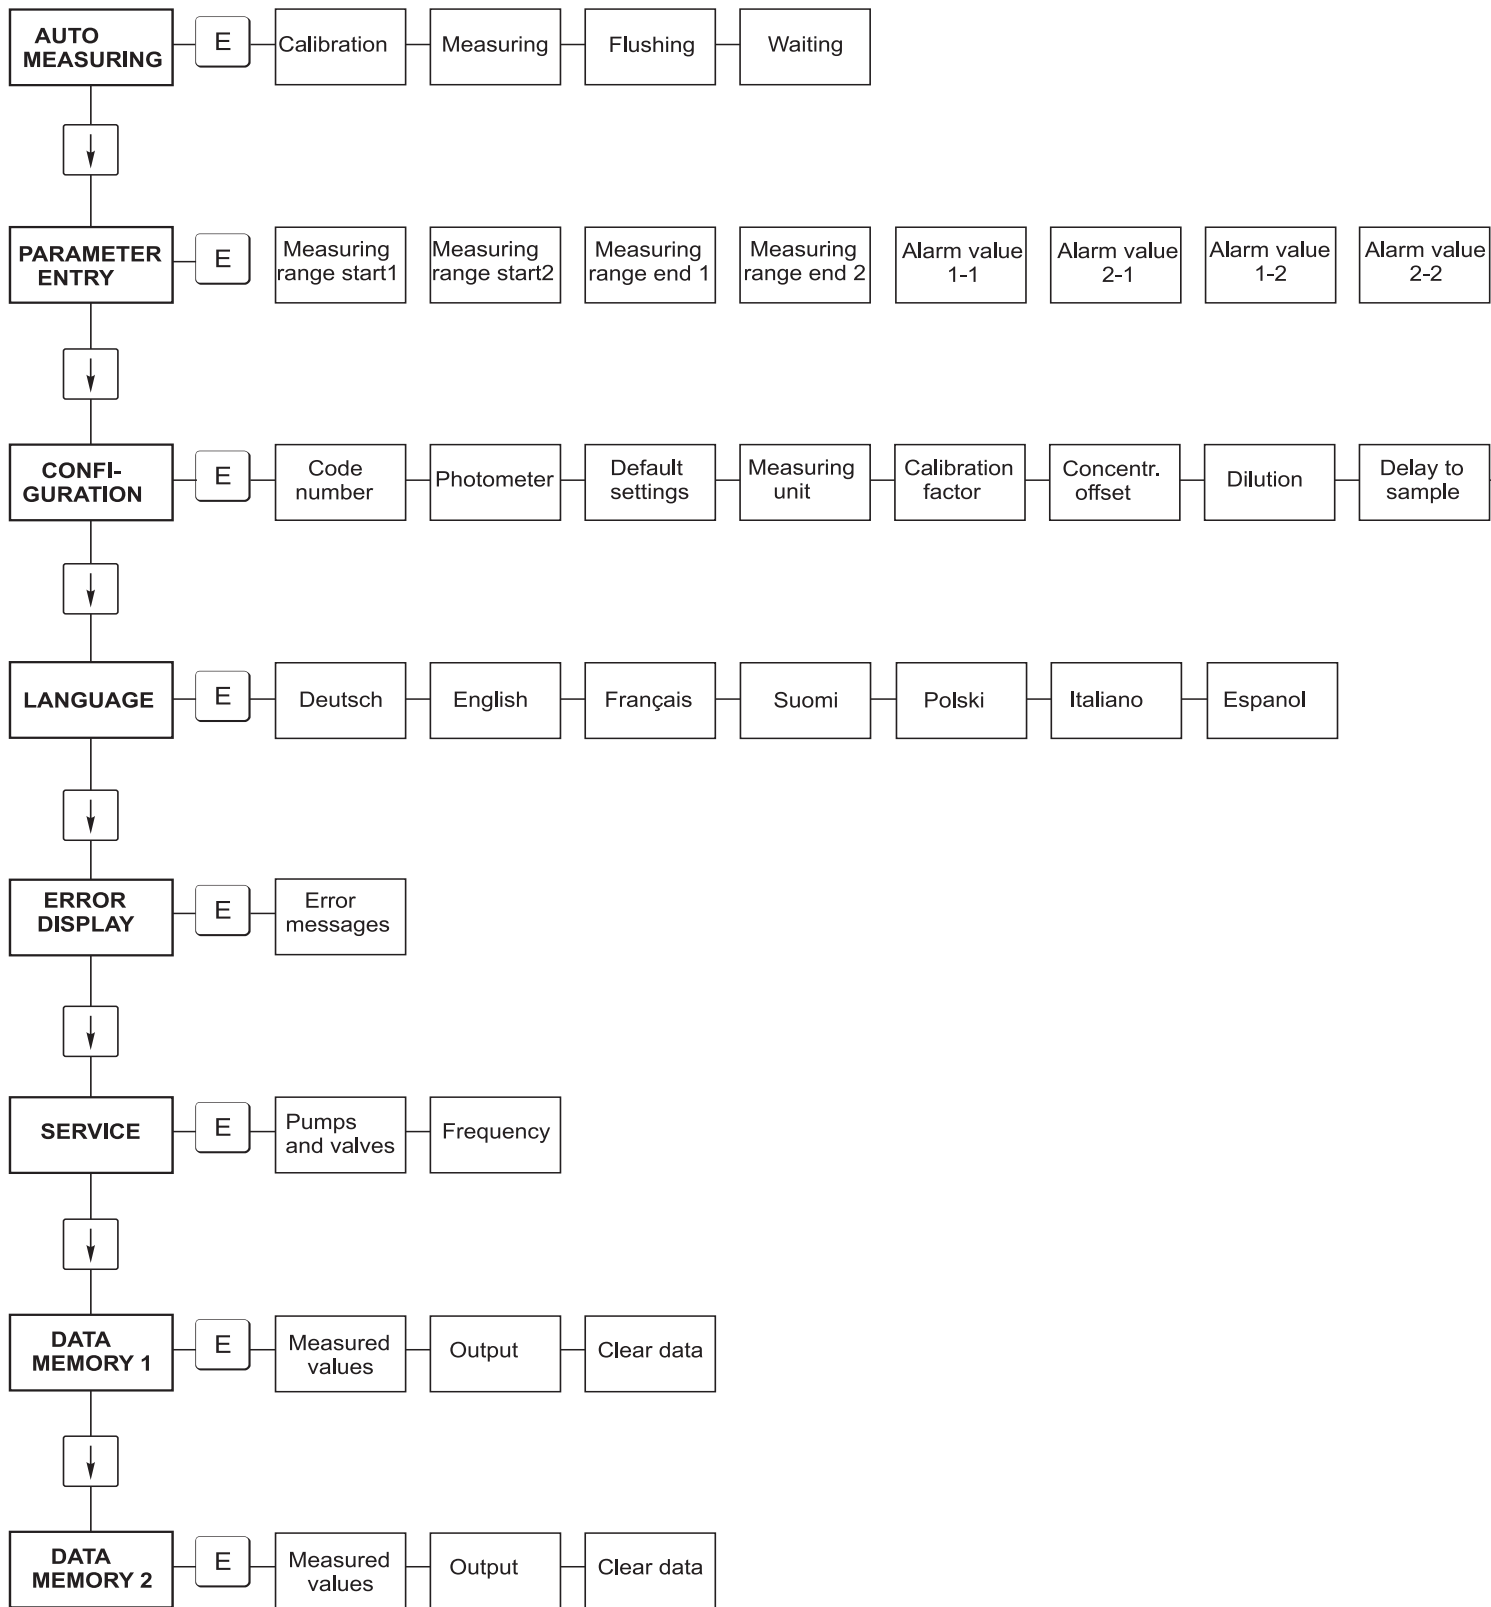 AUTO
MEASURING
E
Calibration
Measuring
Flushing
Waiting
PARAMETER
ENTRY
E
Measuring
range start1
Measuring
range start2
Measuring
range end 1
Measuring
range end 2
Alarm value
1-1
Alarm value
2-1
Alarm value
1-2
Alarm value
2-2
CONFI-
GURATION
E
Code
number
Photometer
Default
settings
Measuring
unit
Calibration
factor
Concentr.
offset
Dilution
Delay to
sample
LANGUAGE
E
Deutsch
English
Français
Suomi
Polski
Italiano
Espanol
ERROR
DISPLAY
E
Error
messages
SERVICE
E
Pumps
and valves
Frequency
DATA
MEMORY 1
E
Measured
values
Output
Clear data
DATA
MEMORY 2
E
Measured
values
Output
Clear data